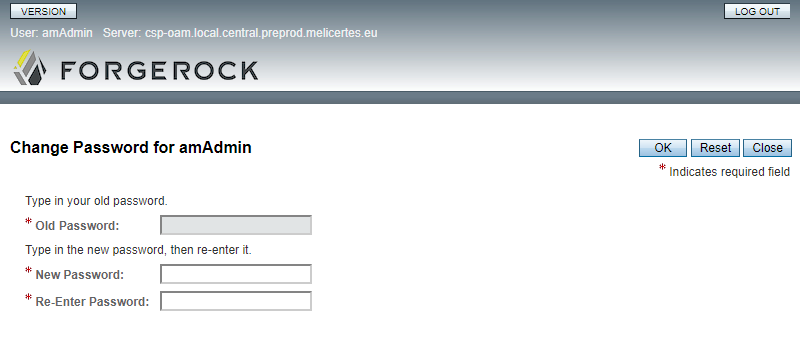 VERSION
LOG OUT
User: amAdmin Server: csp-oam.local.central.preprod.melicertes.eu
FORGEROCK
Change Password for amAdmin
OK Reset Close
* Indicates required field
Type in your old password.
* Old Password:
Type in the new password, then re-enter it.
* New Password:
* Re-Enter Password: